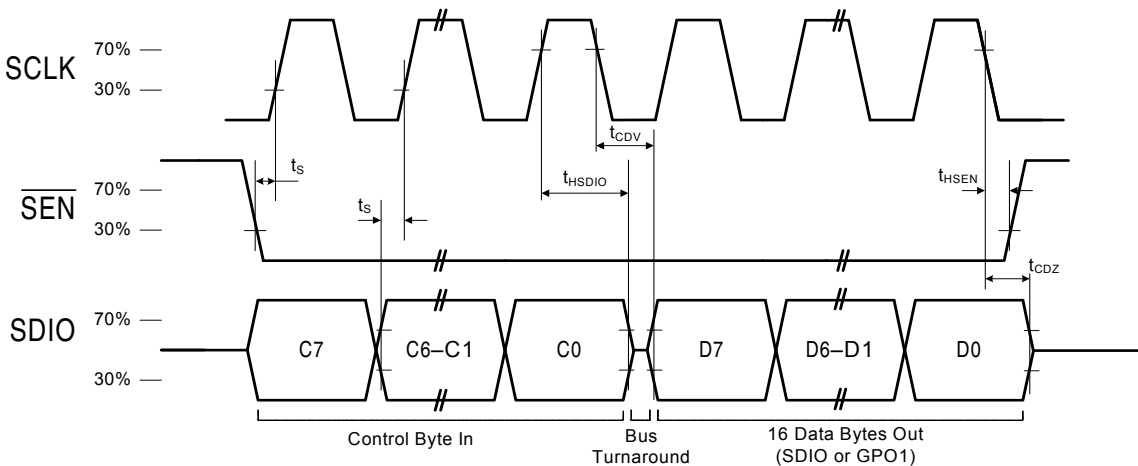 SCLK
70%
30%
tCDV
tS
tHSDIO
tHSEN
SEN
70%
30%
tS
tCDZ
SDIO
70%
30%
C7
C6–C1
C0
D7
D6–D1
D0
Control Byte In
Bus
Turnaround
16 Data Bytes Out
(SDIO or GPO1)